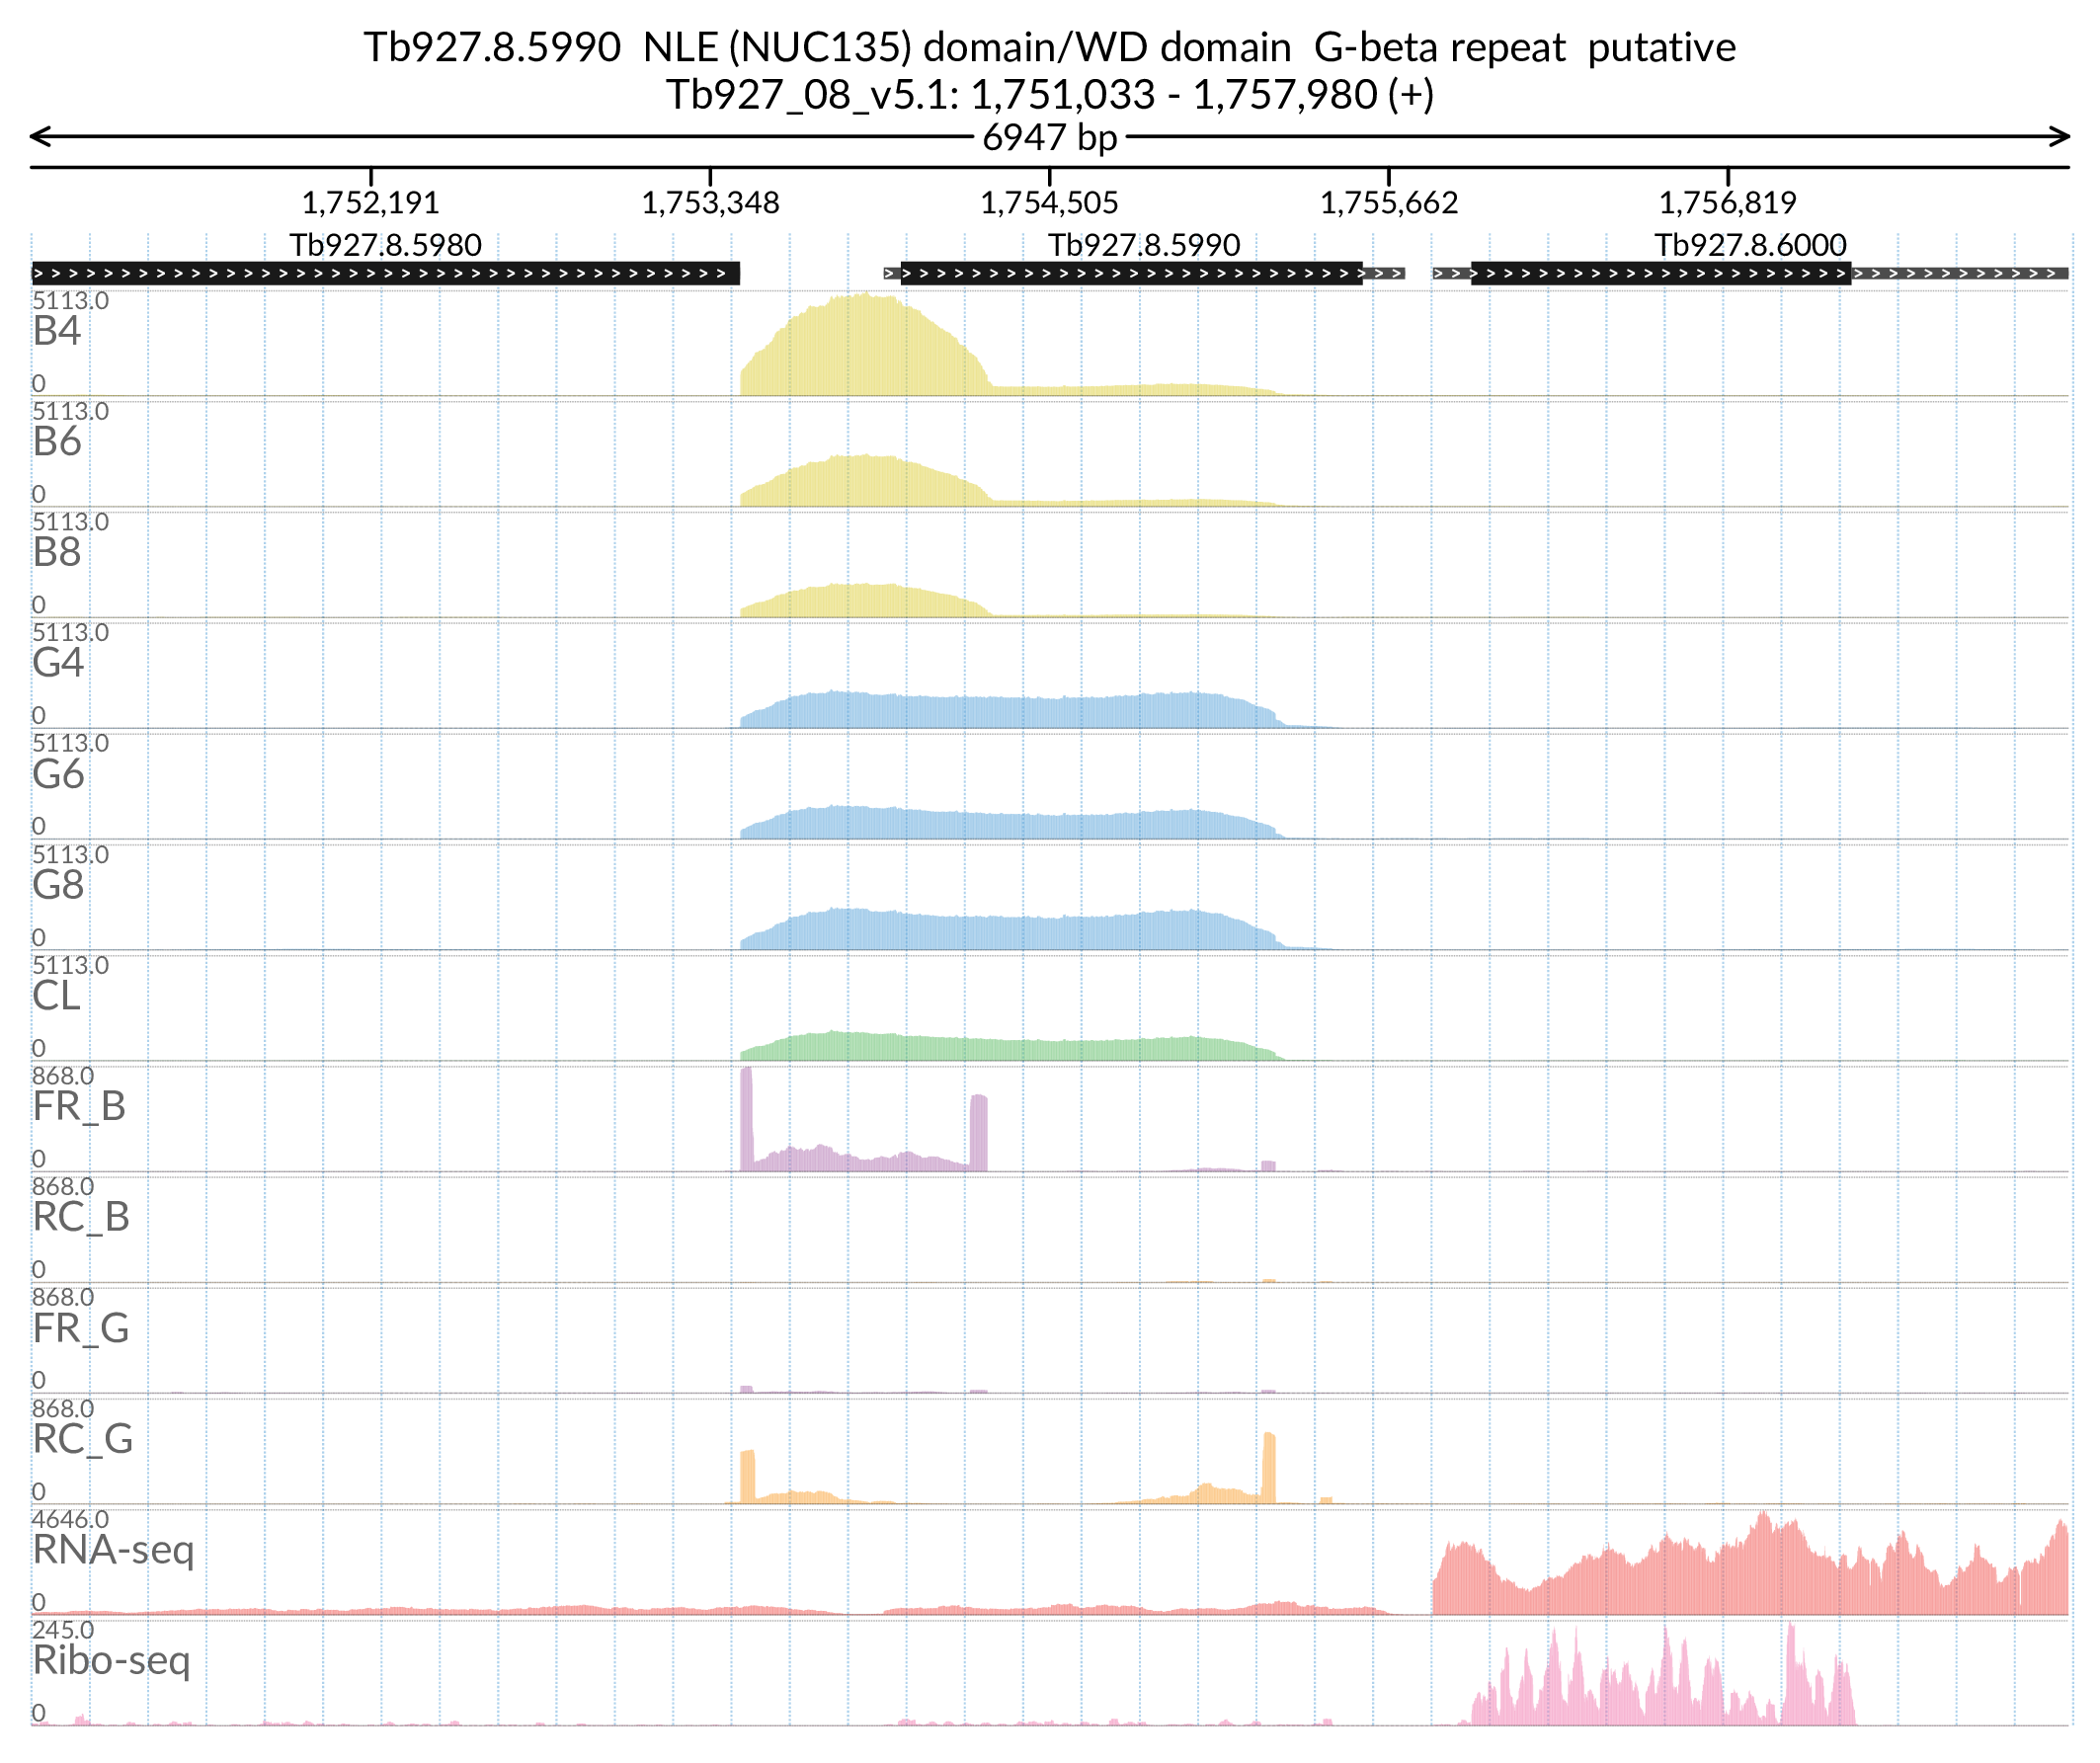 Tb927.8.5990  NLE (NUC135) domain/WD domain  G-beta repeat  putative
Tb927_08_v5.1: 1,751,033 - 1,757,980 (+)
6947 bp
1,752,191 1,753,348 1,754,505 1,755,662 1,756,819
Tb927.8.5980 Tb927.8.5990 Tb927.8.6000
5113.0
B4
0
5113.0
B6
0
5113.0
B8
0
5113.0
G4
0
5113.0
G6
0
5113.0
G8
0
5113.0
CL
0
868.0
FR_B
0
868.0
RC_B
0
868.0
FR_G
0
868.0
RC_G
0
4646.0
RNA-seq
0
245.0
Ribo-seq
0